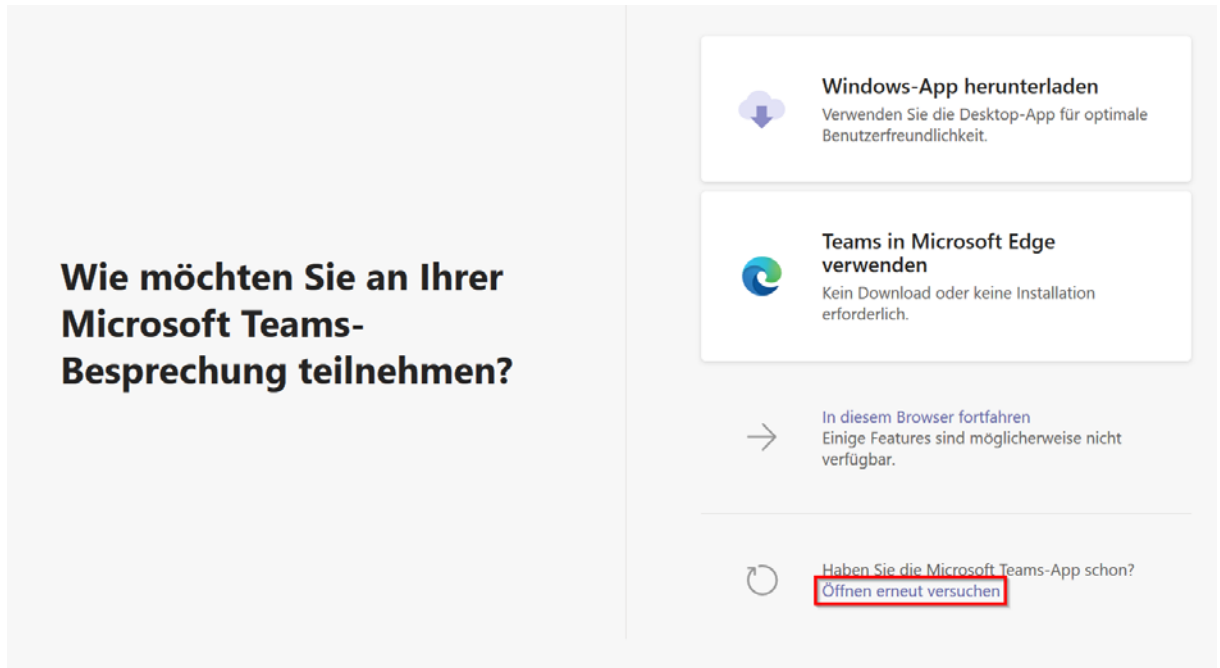 Wie möchten Sie an Ihrer
Microsoft Teams-
Besprechung teilnehmen?
Windows-App herunterladen
Verwenden Sie die Desktop-App für optimale
Benutzerfreundlichkeit.
Teams in Microsoft Edge
verwenden
Kein Download oder keine Installation
erforderlich.
In diesem Browser fortfahren
Einige Features sind möglicherweise nicht
verfügbar.
Haben Sie die Microsoft Teams-App schon?
Öffnen erneut versuchen